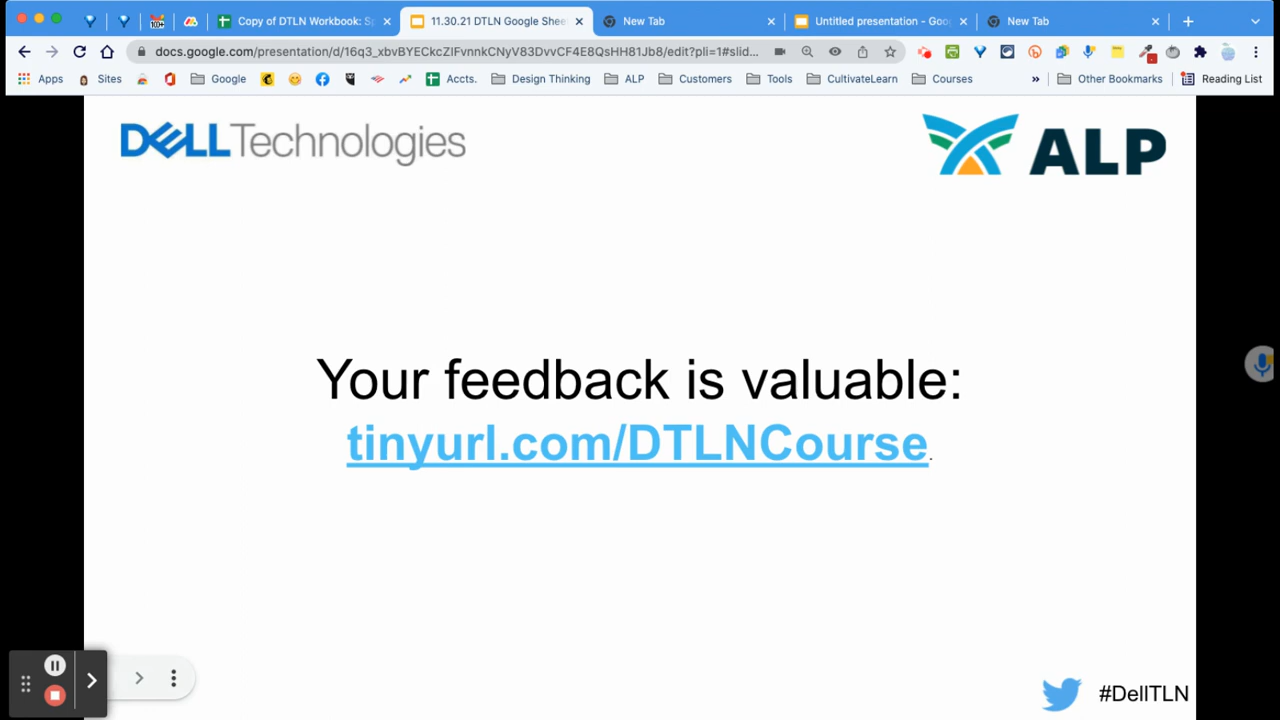 Copy of DTLN Workbook: Sp
11.30.21 DTLN Google Shee
New Tab
Untitled presentation - Goo
New Tab
docs.google.com/presentation/d/16q3_xbvBYECkcZIFvnnkCNyV83DvvCF4E8QsHH81Jb8/edit?pli=1#slid...
Apps
Sites
Google
Accts.
Design Thinking
ALP
Customers
Tools
CultivateLearn
Courses
»
Other Bookmarks
Reading List
DELLTechnologies
ALP
Your feedback is valuable:
tinyurl.com/DTLNCourse.
#DellTLN